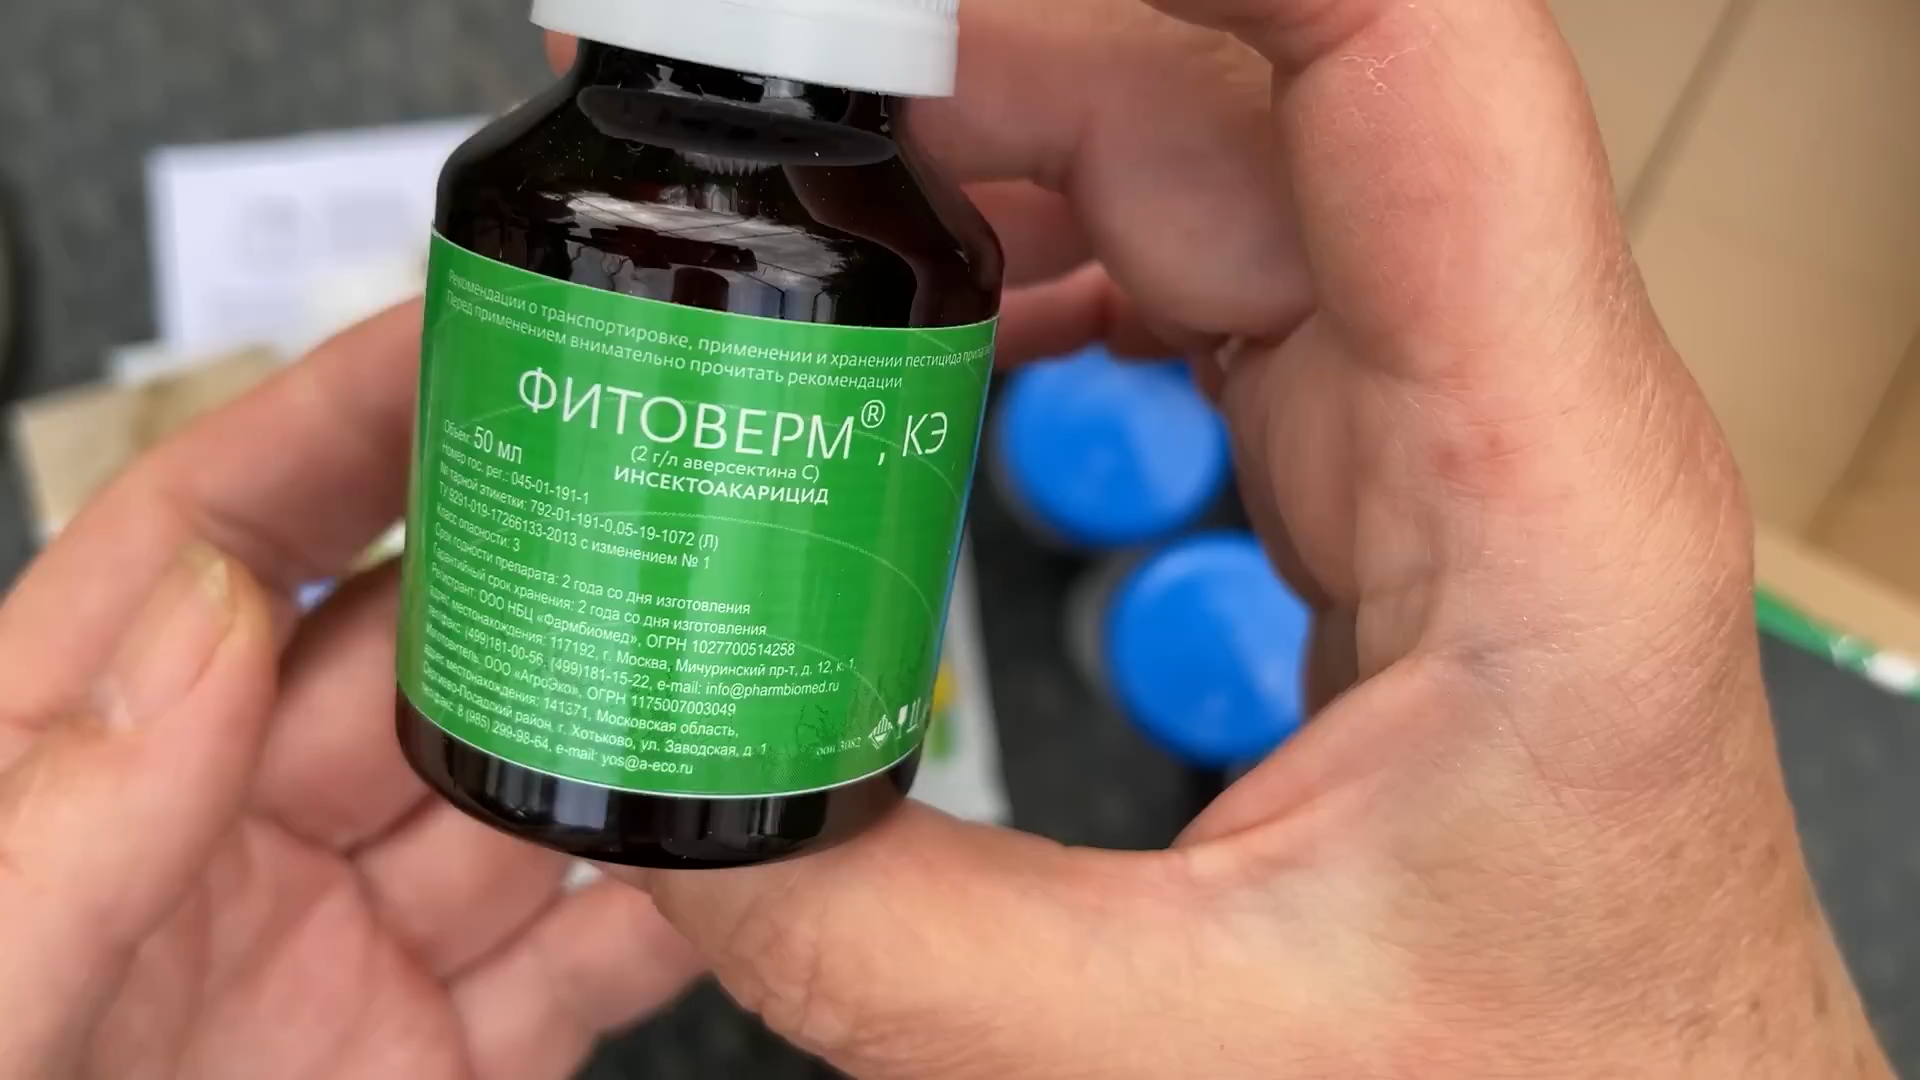 Рекомендации о транспортировке, применении и хранении пестицида
Перед применением внимательно прочитать рекомендации
ФИТОВЕРМ®, КЭ
(2 г/л аверсектина С)
ИНСЕКТОАКАРИЦИД
Объем: 50 мл
Номер гос. рег.: 045-01-191-1
№ тарной этикетки: 792-01-191-0,05-19-1072 (Л)
ТУ 9291-019-17266133-2013 с изменением № 1
Класс опасности: 3
Срок годности препарата: 2 года со дня изготовления
Гарантийный срок хранения: 2 года со дня изготовления
Регистрант: ООО НБЦ «Фармбиомед», ОГРН 1027700514258
адрес местонахождения: 117192, г. Москва, Мичуринский пр-т, д. 12, к. 1,
тел/факс: (499)181-00-56, (499)181-15-22, e-mail: info@pharmbiomed.ru
Изготовитель: ООО «АгроЭко», ОГРН 1175007003049
адрес местонахождения: 141371, Московская область,
Сергиево-Посадский район, г. Хотьково, ул. Заводская, д. 1
тел/факс: 8 (985) 299-98-64, e-mail: yos@a-eco.ru
ООН 3082